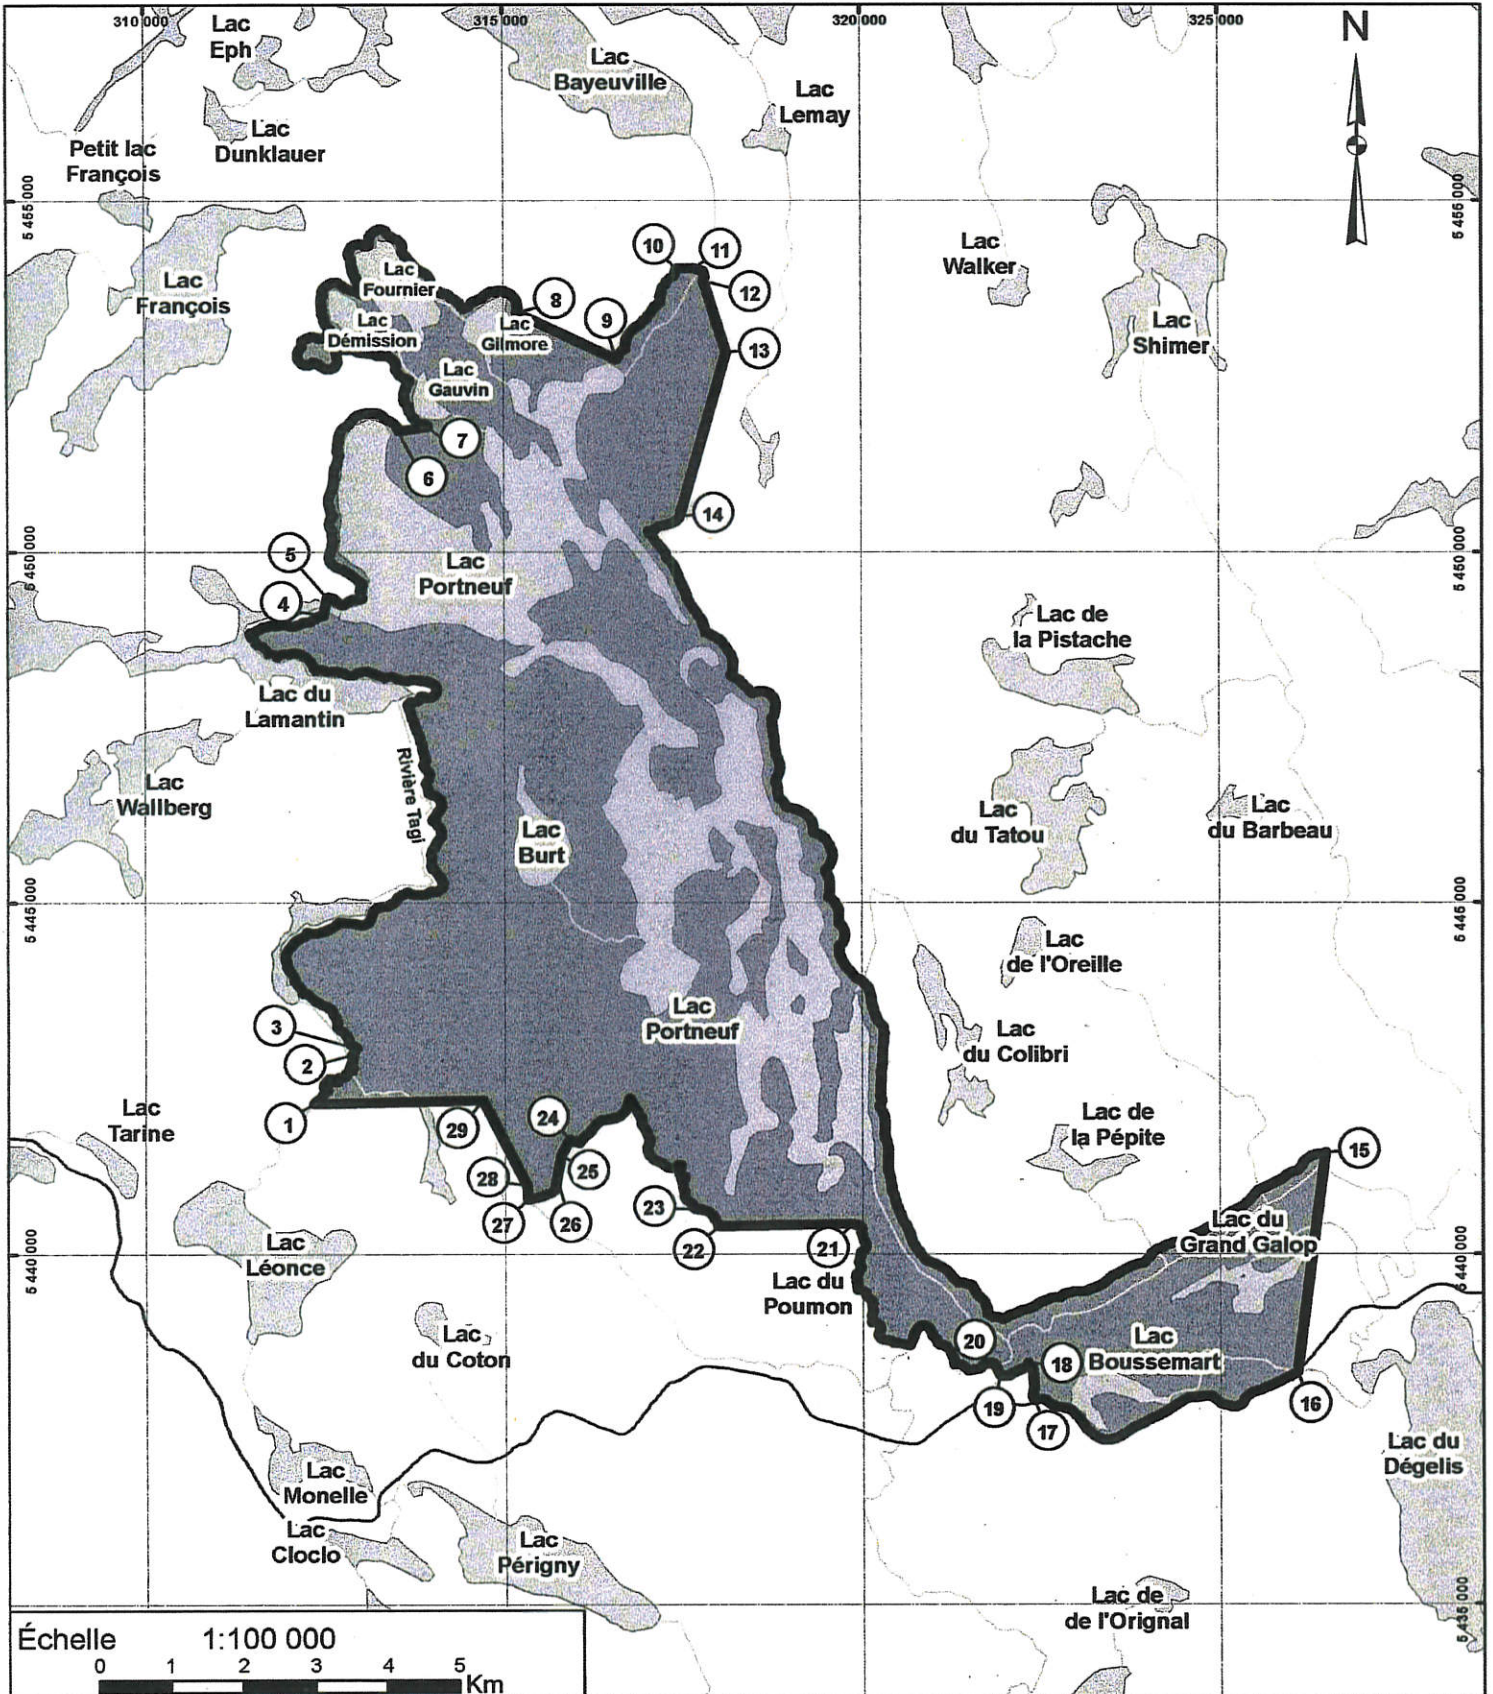 310 000
315 000
320 000
325 000
N
Lac
Eph
Lac
Bayeuville
Lac
Lemay
Lac
Dunklauer
Petit lac
François
5 455 000
5 455 000
Lac
François
Lac
Fournier
Lac
Démission
Lac
Gilmore
Lac
Gauvin
10
11
12
8
9
13
7
6
14
Lac
Walker
Lac
Shimer
5 450 000
5 450 000
5
4
Lac
Portneuf
Lac de
la Pistache
Lac du
Lamantin
Rivière Tagi
Lac
Wallberg
Lac
Burt
Lac
du Tatou
Lac
du Barbeau
5 445 000
5 445 000
Lac
de l'Oreille
Lac
Portneuf
Lac
du Colibri
3
2
1
Lac
Tarine
29
24
25
28
27
26
23
22
21
Lac de
la Pépite
15
Lac du
Grand Galop
5 440 000
5 440 000
Lac
Léonce
Lac du
Poumon
Lac
du Coton
20
18
Lac
Boussemart
19
17
16
Lac du
Dégelis
Lac
Monelle
Lac
Cloclo
Lac
Périgny
Lac de
de l'Orignal
5 435 000
Échelle 1:100 000
0 1 2 3 4 5
Km